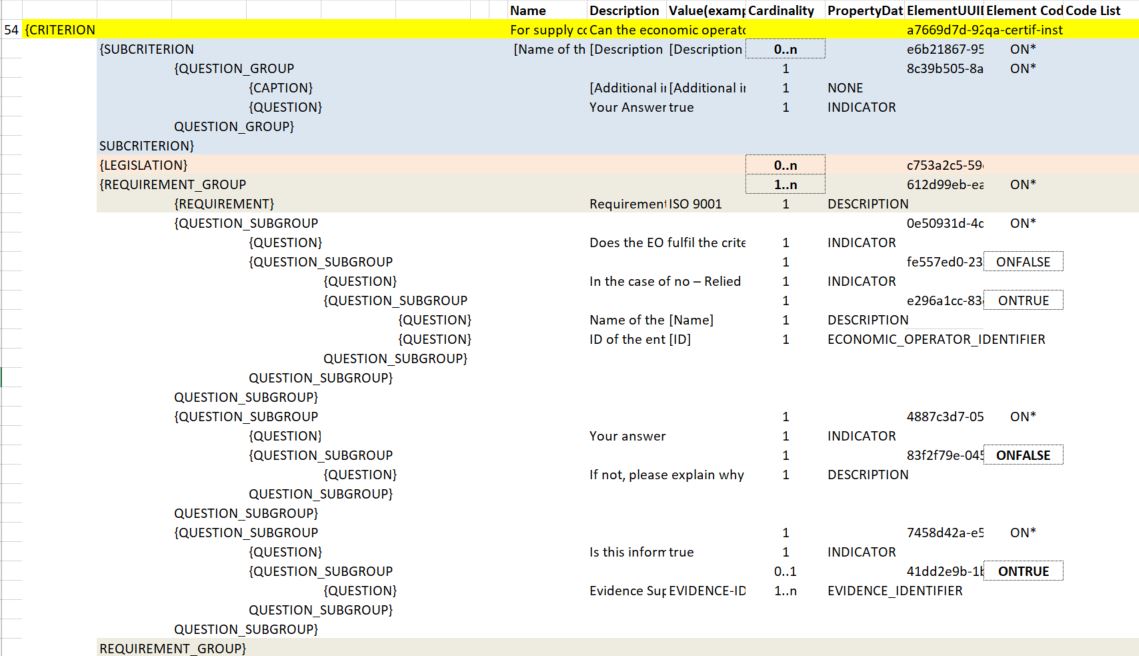 Name Description Value(examp Cardinality PropertyDat ElementUUII Element Cod Code List
54 {CRITERION For supply co Can the economic operato a7669d7d-92 qa-certif-inst
{SUBCRITERION [Name of th [Description [Description 0..n e6b21867-95 ON*
{QUESTION_GROUP 1 8c39b505-8a ON*
{CAPTION} [Additional in [Additional in 1 NONE
{QUESTION} Your Answer true 1 INDICATOR
QUESTION_GROUP}
SUBCRITERION}
{LEGISLATION} 0..n c753a2c5-59
{REQUIREMENT_GROUP 1..n 612d99eb-ea ON*
{REQUIREMENT} Requirement ISO 9001 1 DESCRIPTION
{QUESTION_SUBGROUP 1 0e50931d-4c ON*
{QUESTION} Does the EO fulfil the crite 1 INDICATOR
{QUESTION_SUBGROUP 1 fe557ed0-23 ONFALSE
{QUESTION} In the case of no – Relied 1 INDICATOR
{QUESTION_SUBGROUP 1 e296a1cc-83 ONTRUE
{QUESTION} Name of the [Name] 1 DESCRIPTION
{QUESTION} ID of the ent [ID] 1 ECONOMIC_OPERATOR_IDENTIFIER
QUESTION_SUBGROUP}
QUESTION_SUBGROUP}
QUESTION_SUBGROUP}
{QUESTION_SUBGROUP 1 4887c3d7-05 ON*
{QUESTION} Your answer 1 INDICATOR
{QUESTION_SUBGROUP 1 83f2f79e-045 ONFALSE
{QUESTION} If not, please explain why 1 DESCRIPTION
QUESTION_SUBGROUP}
QUESTION_SUBGROUP}
{QUESTION_SUBGROUP 1 7458d42a-e5 ON*
{QUESTION} Is this inforn true 1 INDICATOR
{QUESTION_SUBGROUP 0..1 41dd2e9b-1b ONTRUE
{QUESTION} Evidence Sup EVIDENCE-ID 1..n EVIDENCE_IDENTIFIER
QUESTION_SUBGROUP}
QUESTION_SUBGROUP}
REQUIREMENT_GROUP}